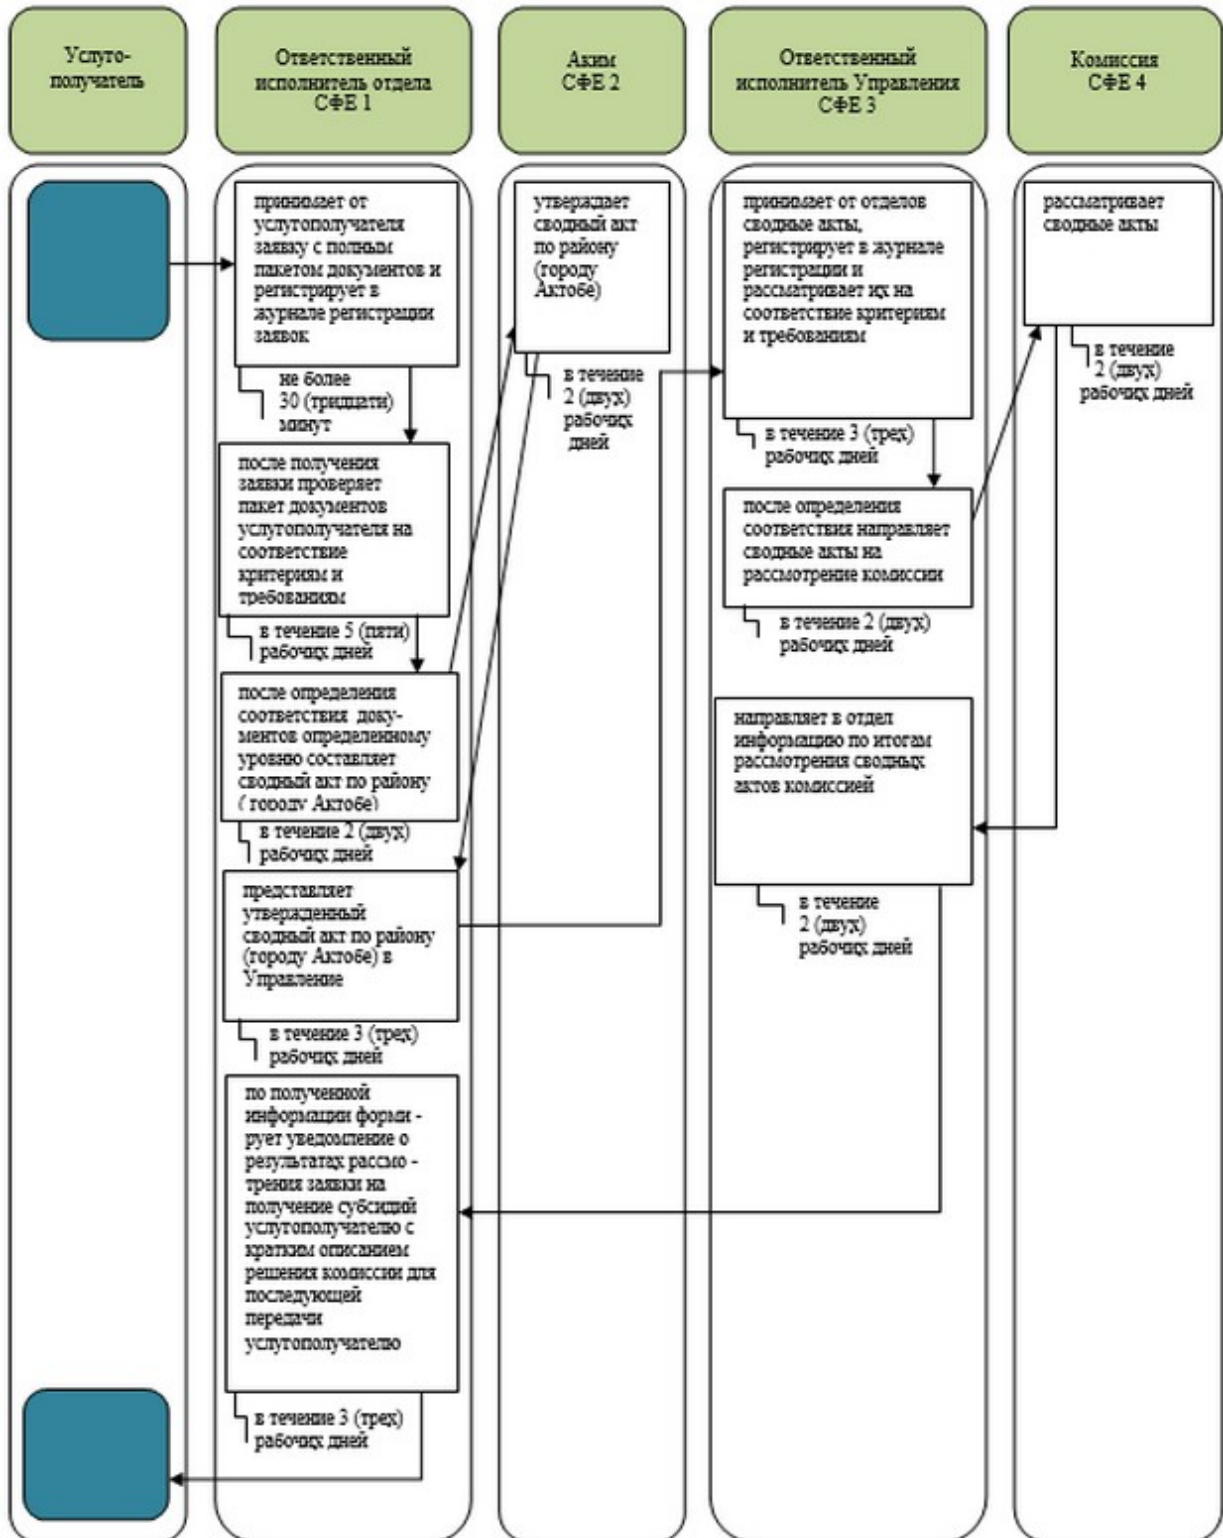 Услуго-
получатель
Ответственный
исполнитель отдела
СФЕ 1
Аким
СФЕ 2
Ответственный
исполнитель Управления
СФЕ 3
Комиссия
СФЕ 4
принимает от
услугополучателя
заявку с полным
пакетом документов и
регистрирует в
журнале регистрации
заявок
не более
30 (тридцати)
минут
после получения
заявки проверяет
пакет документов
услугополучателя на
соответствие
критериям и
требованиям
в течение 5 (пяти)
рабочих дней
после определения
соответствия доку-
ментов определенному
уровню составляет
сводный акт по району
( городу Актобе)
в течение 2 (двух)
рабочих дней
представляет
утвержденный
сводный акт по району
(городу Актобе) в
Управление
в течение 3 (трех)
рабочих дней
по полученной
информации форми -
рует уведомление о
результатах рассмо -
трения заявки на
получение субсидий
услугополучателю с
кратким описанием
решения комиссии для
последующей
передачи
услугополучателю
в течение 3 (трех)
рабочих дней
утверждает
сводный акт
по району
(городу
Актобе)
в течение
2 (двух)
рабочих
дней
принимает от отделов
сводные акты,
регистрирует в журнале
регистрации и
рассматривает их на
соответствие критериям
и требованиям
в течение 3 (трех)
рабочих дней
после определения
соответствия направляет
сводные акты на
рассмотрение комиссии
в течение 2 (двух)
рабочих дней
направляет в отдел
информацию по итогам
рассмотрения сводных
актов комиссией
в течение
2 (двух)
рабочих дней
рассматривает
сводные акты
в течение
2 (двух)
рабочих дней